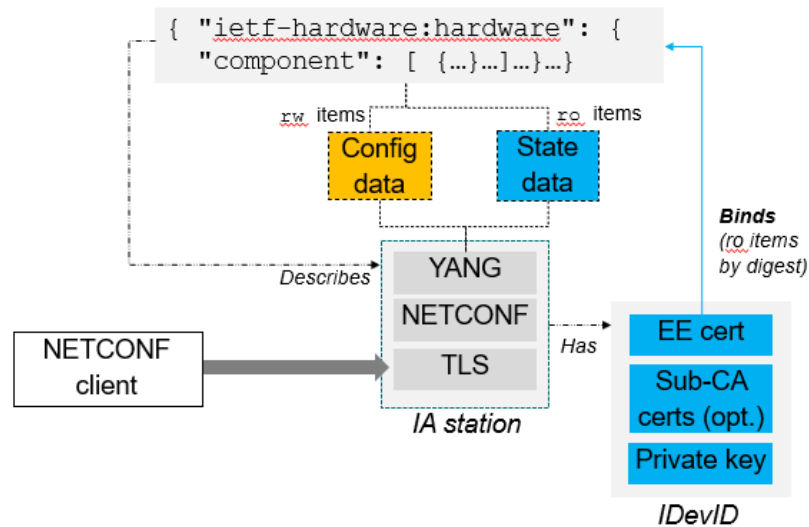 { "ietf-hardware:hardware": {
"component": [ {…}…]…}…}
rw items
ro items
Config
data
State
data
Binds
(ro items
by digest)
Describes
YANG
NETCONF
TLS
IA station
NETCONF
client
Has
EE cert
Sub-CA
certs (opt.)
Private key
IDevID